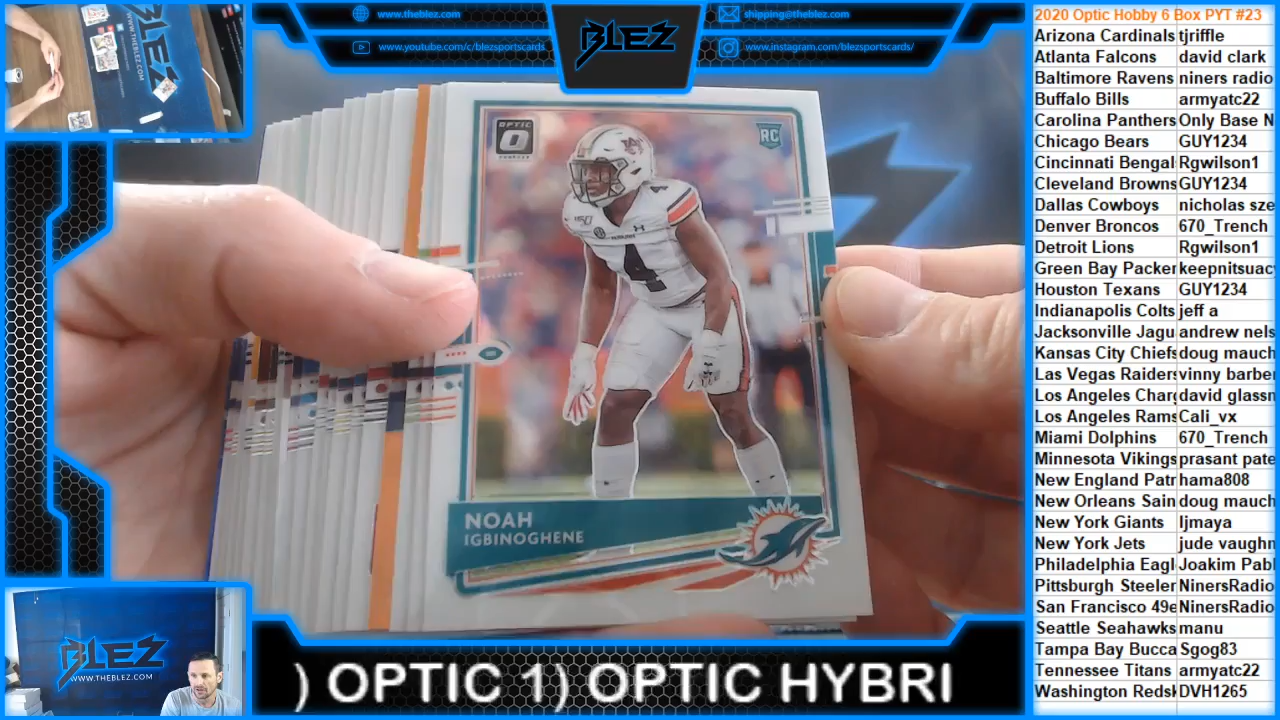 www.theblez.com
shipping@theblez.com
www.youtube.com/c/blezsportscards
www.instagram.com/blezsportscards/
BLEZ
OPTIC
RC
4
4
NOAH
IGBINOGHENE
BLEZ
WWW.THEBLEZ.COM
) OPTIC 1) OPTIC HYBRI
2020 Optic Hobby 6 Box PYT #23
Arizona Cardinals tjriffle
Atlanta Falcons david clark
Baltimore Ravens niners radio
Buffalo Bills armyatc22
Carolina Panthers Only Base N
Chicago Bears GUY1234
Cincinnati Bengal Rgwilson1
Cleveland Browns GUY1234
Dallas Cowboys nicholas sze
Denver Broncos 670_Trench
Detroit Lions Rgwilson1
Green Bay Packer keepnitsuac
Houston Texans GUY1234
Indianapolis Colts jeff a
Jacksonville Jagu andrew nels
Kansas City Chiefs doug mauch
Las Vegas Raiders vinny barber
Los Angeles Charg david glassn
Los Angeles Rams Cali_vx
Miami Dolphins 670_Trench
Minnesota Vikings prasant pate
New England Patr hama808
New Orleans Sain doug mauch
New York Giants
New York Jets jude vaughn
Philadelphia Eagl Joakim Pabl
Pittsburgh Steeler NinersRadio
San Francisco 49e NinersRadio
Seattle Seahawks manu
Tampa Bay Bucca Sgog83
Tennessee Titans armyatc22
Washington Redsk DVH1265